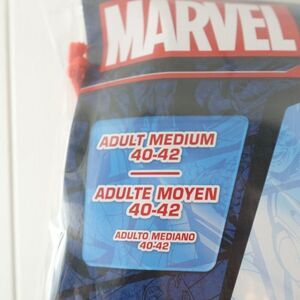 MARVEL
ADULT MEDIUM
40-42
ADULTE MOYEN
40-42
ADULTO MEDIANO
40-42